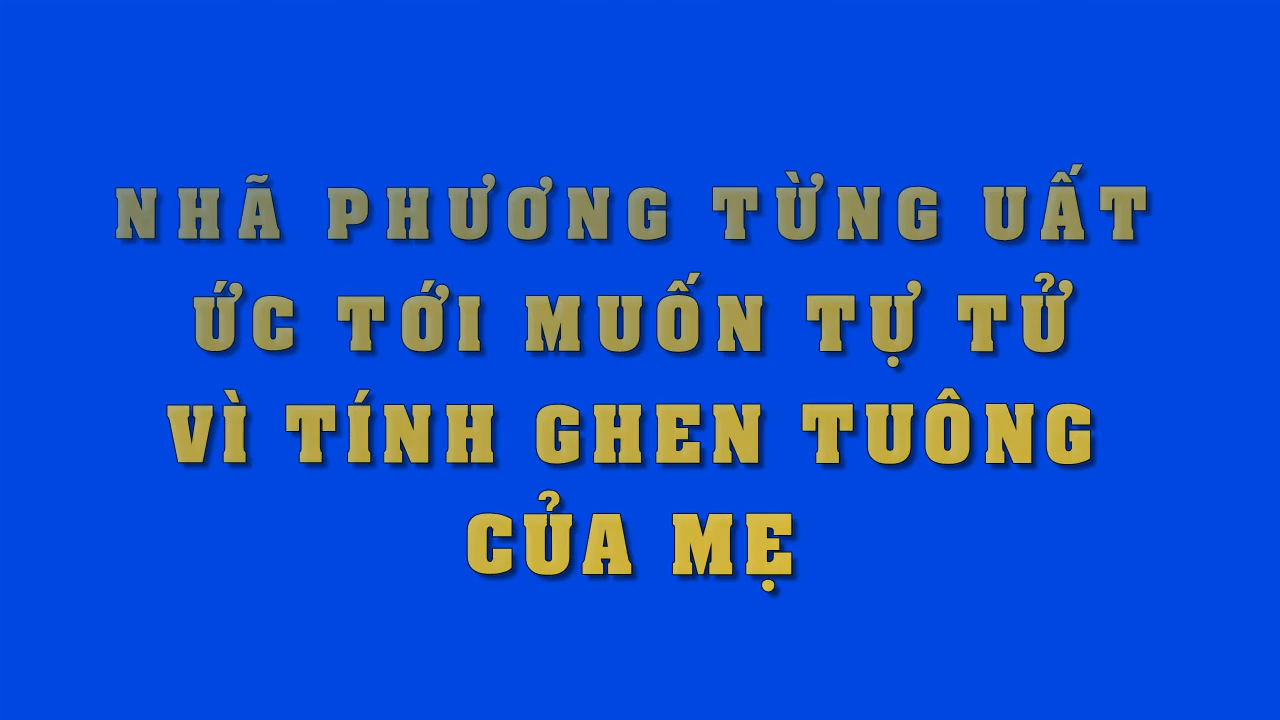 NHÃ PHƯƠNG TỪNG UẤT
ỨC TỚI MUỐN TỰ TỬ
VÌ TÍNH GHEN TUÔNG
CỦA MẸ